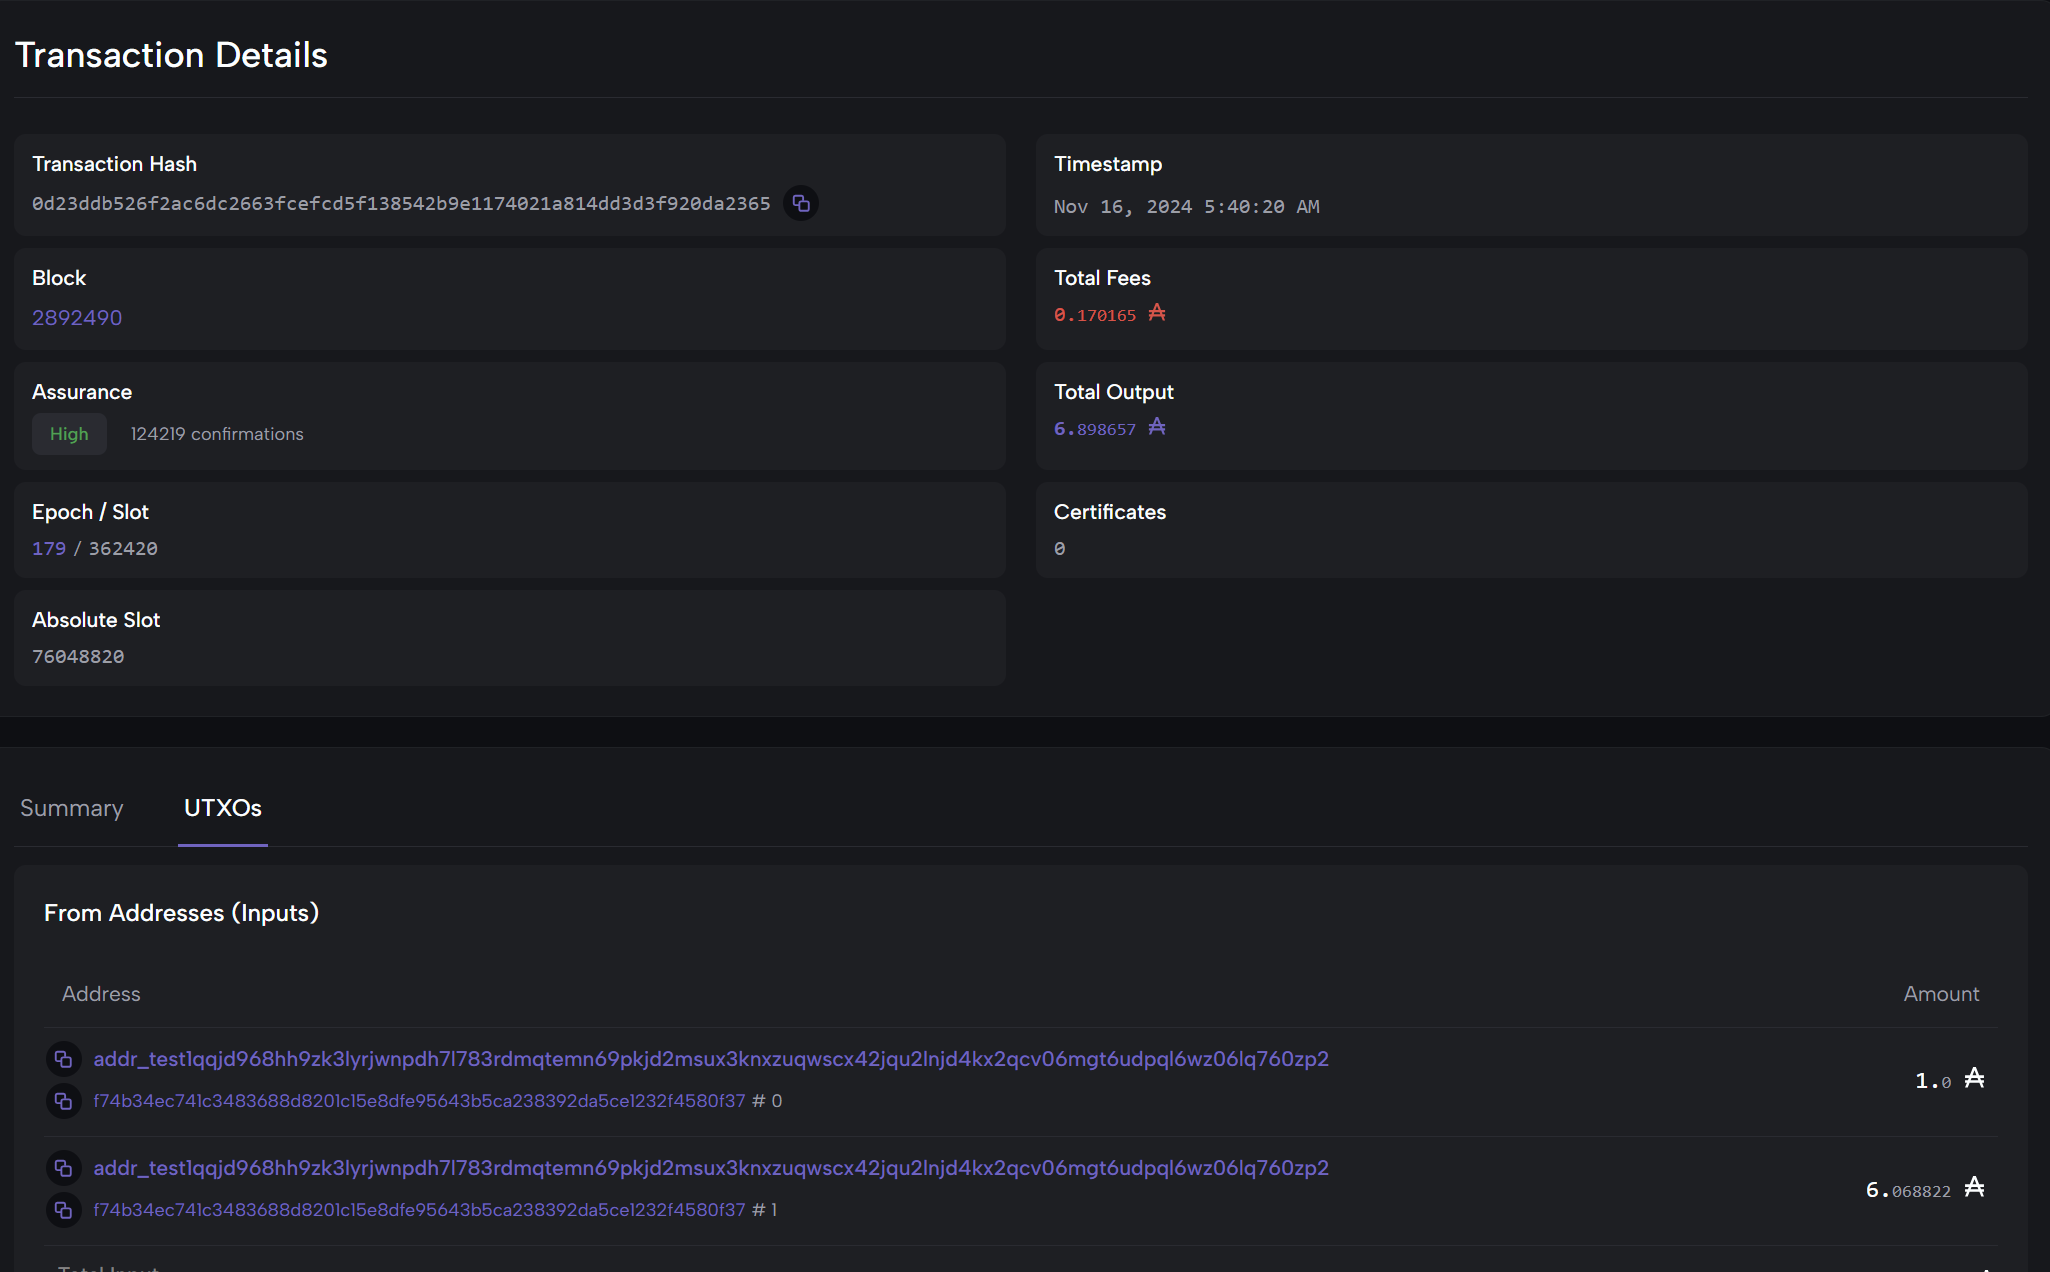 Transaction Details
Transaction Hash
0d23ddb526f2ac6dc2663fcefcd5f138542b9e1174021a814dd3d3f920da2365
Timestamp
Nov 16, 2024 5:40:20 AM
Block
2892490
Total Fees
0.170165 ₳
Assurance
High 124219 confirmations
Total Output
6.898657 ₳
Epoch / Slot
179 / 362420
Certificates
0
Absolute Slot
76048820
Summary UTXOs
From Addresses (Inputs)
Address Amount
addr_test1qqjd968hh9zk3lyrjwnpdh7l783rdmqtemn69pkjd2msux3knxzuqwscx42jqu2lnjd4kx2qcv06mgt6udpql6wz06lq760zp2
f74b34ec741c3483688d8201c15e8dfe95643b5ca238392da5ce1232f4580f37 # 0
1.0 ₳
addr_test1qqjd968hh9zk3lyrjwnpdh7l783rdmqtemn69pkjd2msux3knxzuqwscx42jqu2lnjd4kx2qcv06mgt6udpql6wz06lq760zp2
f74b34ec741c3483688d8201c15e8dfe95643b5ca238392da5ce1232f4580f37 # 1
6.068822 ₳
Total Input